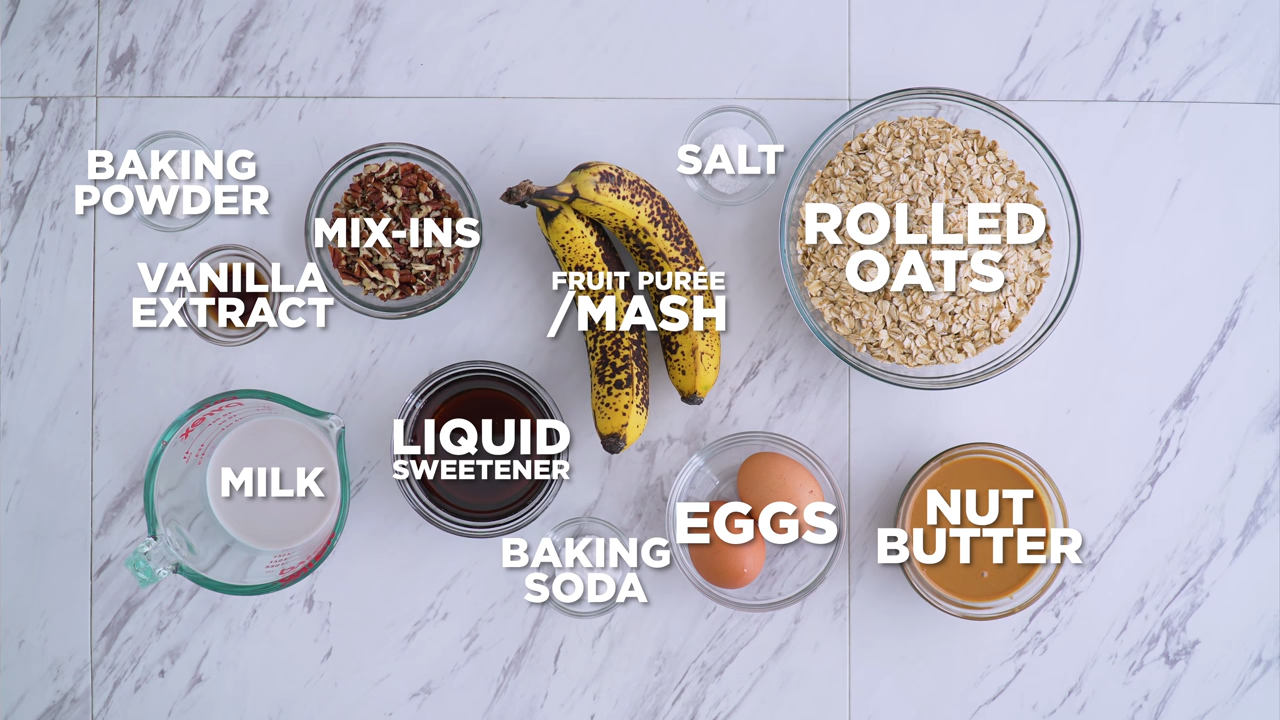 BAKING
POWDER
MIX-INS
VANILLA
EXTRACT
FRUIT PURÉE
/MASH
SALT
ROLLED
OATS
PYREX
MILK
LIQUID
SWEETENER
BAKING
SODA
EGGS
NUT
BUTTER